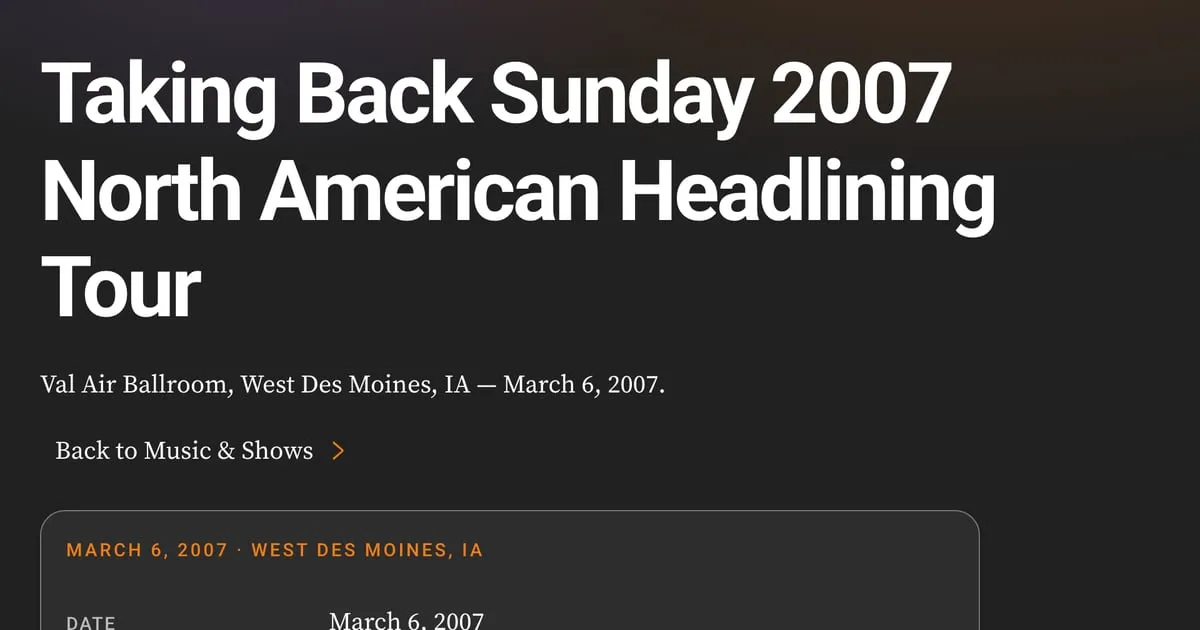 Taking Back Sunday 2007
North American Headlining
Tour
Val Air Ballroom, West Des Moines, IA — March 6, 2007.
Back to Music & Shows
MARCH 6, 2007 · WEST DES MOINES, IA
DATE March 6, 2007